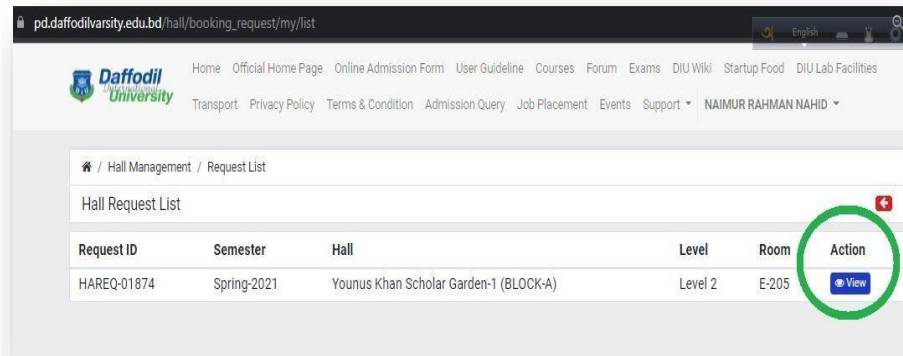 pd.daffodilvarsity.edu.bd/hall/booking_request/my/list
অ English
Daffodil
International
University
Home Official Home Page Online Admission Form User Guideline Courses Forum Exams DIU Wiki Startup Food DIU Lab Facilities
Transport Privacy Policy Terms & Condition Admission Query Job Placement Events Support NAIMUR RAHMAN NAHID
/ Hall Management / Request List
Hall Request List
Request ID Semester Hall Level Room Action
HAREQ-01874 Spring-2021 Younus Khan Scholar Garden-1 (BLOCK-A) Level 2 E-205 View